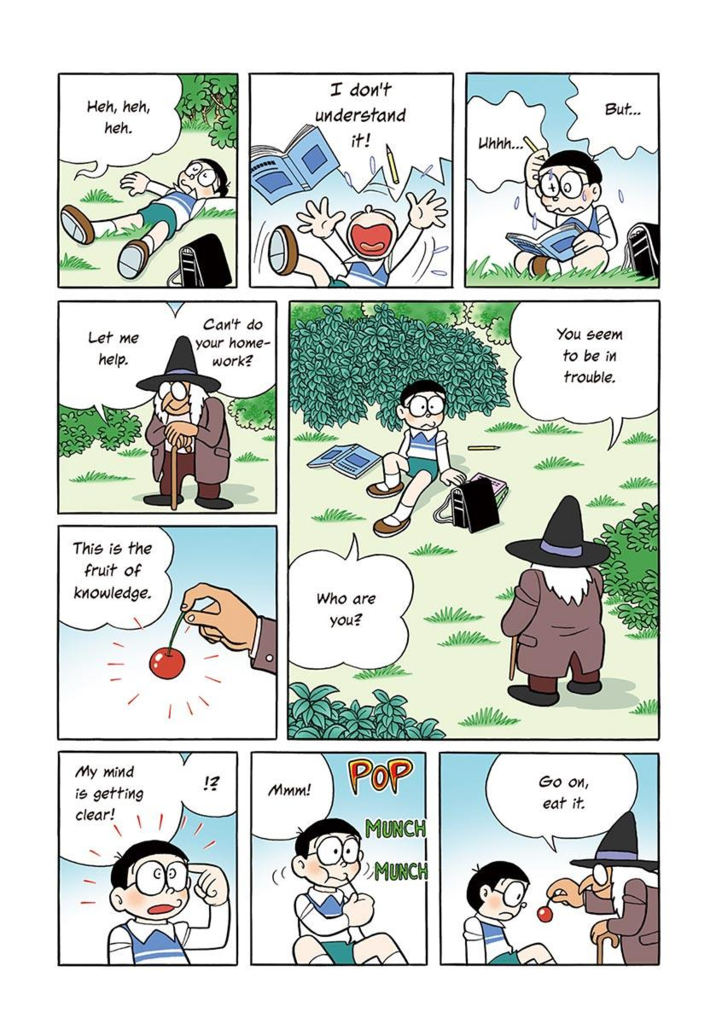 But...
Uhhh...
I don't
understand
it!
Heh, heh,
heh.
You seem
to be in
trouble.
Who are
you?
Can't do
your home-
work?
Let me
help.
This is the
fruit of
knowledge.
Go on,
eat it.
POP
MUNCH
MUNCH
Mmm!
!?
My mind
is getting
clear!